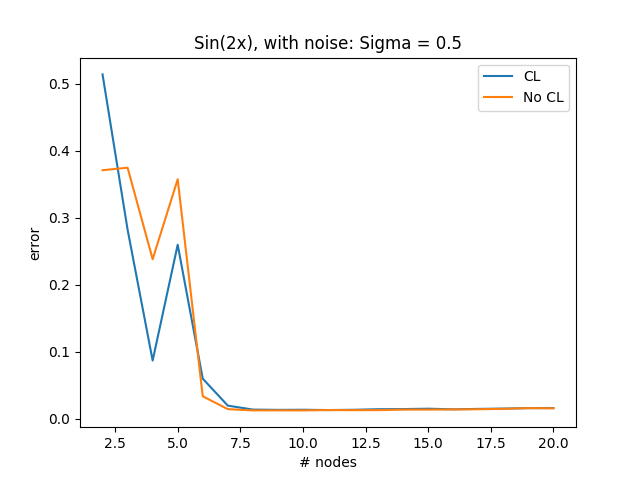 Sin(2x), with noise: Sigma = 0.5
CL
No CL
error
0.5
0.4
0.3
0.2
0.1
0.0
2.5 5.0 7.5 10.0 12.5 15.0 17.5 20.0
# nodes